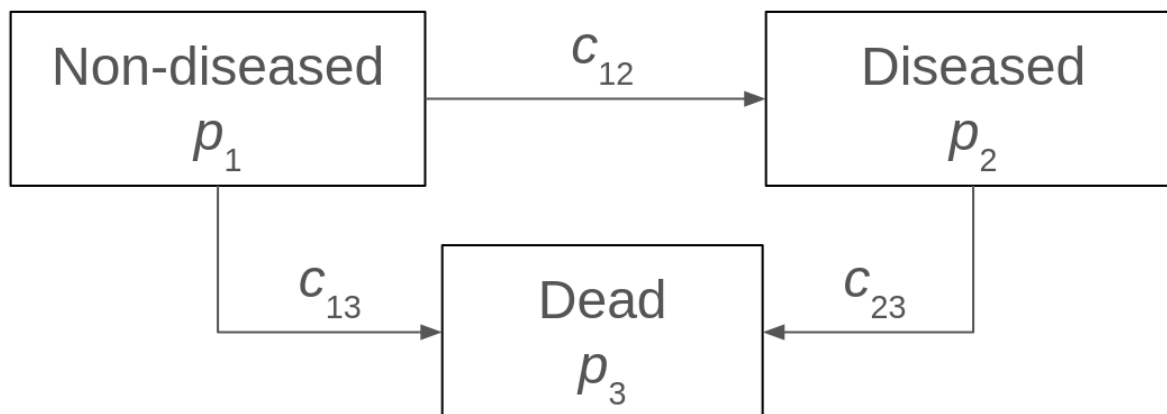 Non-diseased
p1
c12
Diseased
p2
c13
Dead
p3
c23